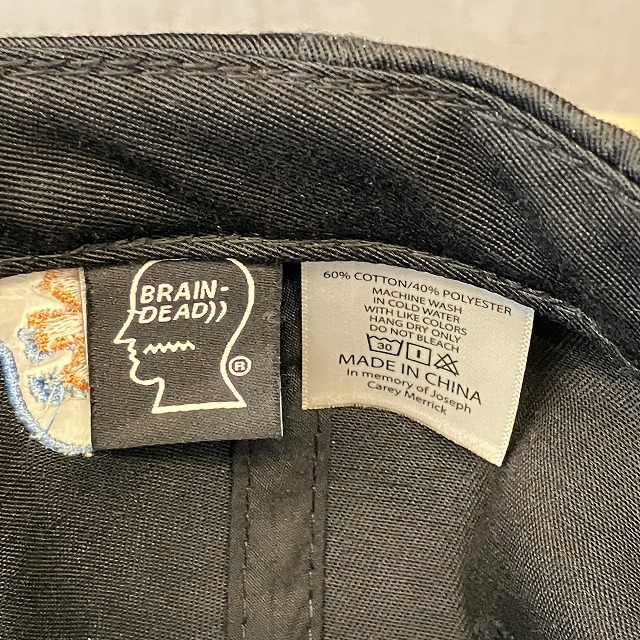 BRAIN-
DEAD))
®
60% COTTON/40% POLYESTER
MACHINE WASH
IN COLD WATER
WITH LIKE COLORS
HANG DRY ONLY
DO NOT BLEACH
30
MADE IN CHINA
In memory of Joseph
Carey Merrick